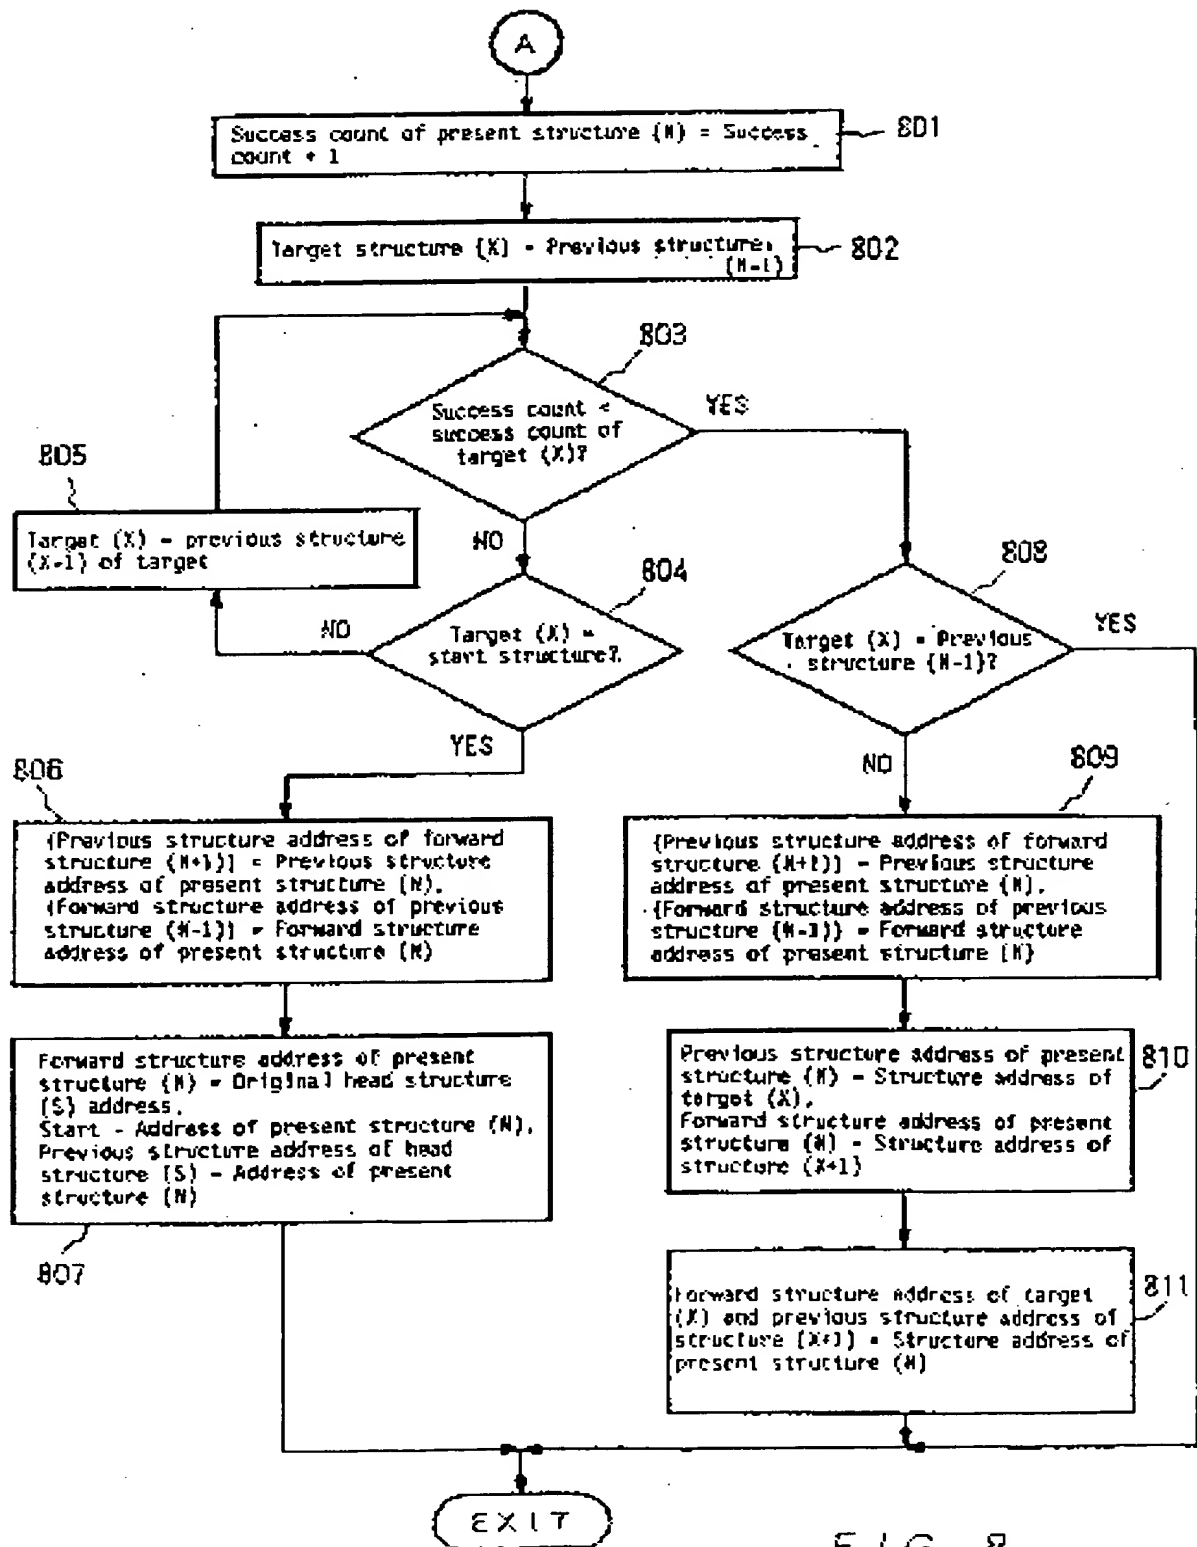 A
Success count of present structure (N) = Success
count + 1
801
Target structure (X) = Previous structure
(N-1)
802
803
Success count <
success count of
target (X)?
YES
NO
805
Target (X) = previous structure
(X-1) of target
804
Target (X) =
start structure?
NO
YES
808
Target (X) = Previous
structure (N-1)?
YES
NO
806
{Previous structure address of forward
structure (N+1)} = Previous structure
address of present structure (N),
{Forward structure address of previous
structure (N-1)} = Forward structure
address of present structure (N)
809
{Previous structure address of forward
structure (N+1)} = Previous structure
address of present structure (N),
{Forward structure address of previous
structure (N-1)} = Forward structure
address of present structure (N)
Forward structure address of present
structure (N) = Original head structure
(S) address,
Start = Address of present structure (N),
Previous structure address of head
structure (S) = Address of present
structure (N)
807
Previous structure address of present
structure (N) = Structure address of
target (X),
Forward structure address of present
structure (N) = Structure address of
structure (X+1)
810
Forward structure address of target
(X) and previous structure address of
structure (X+1) = Structure address of
present structure (N)
811
EXIT
FIG. 8